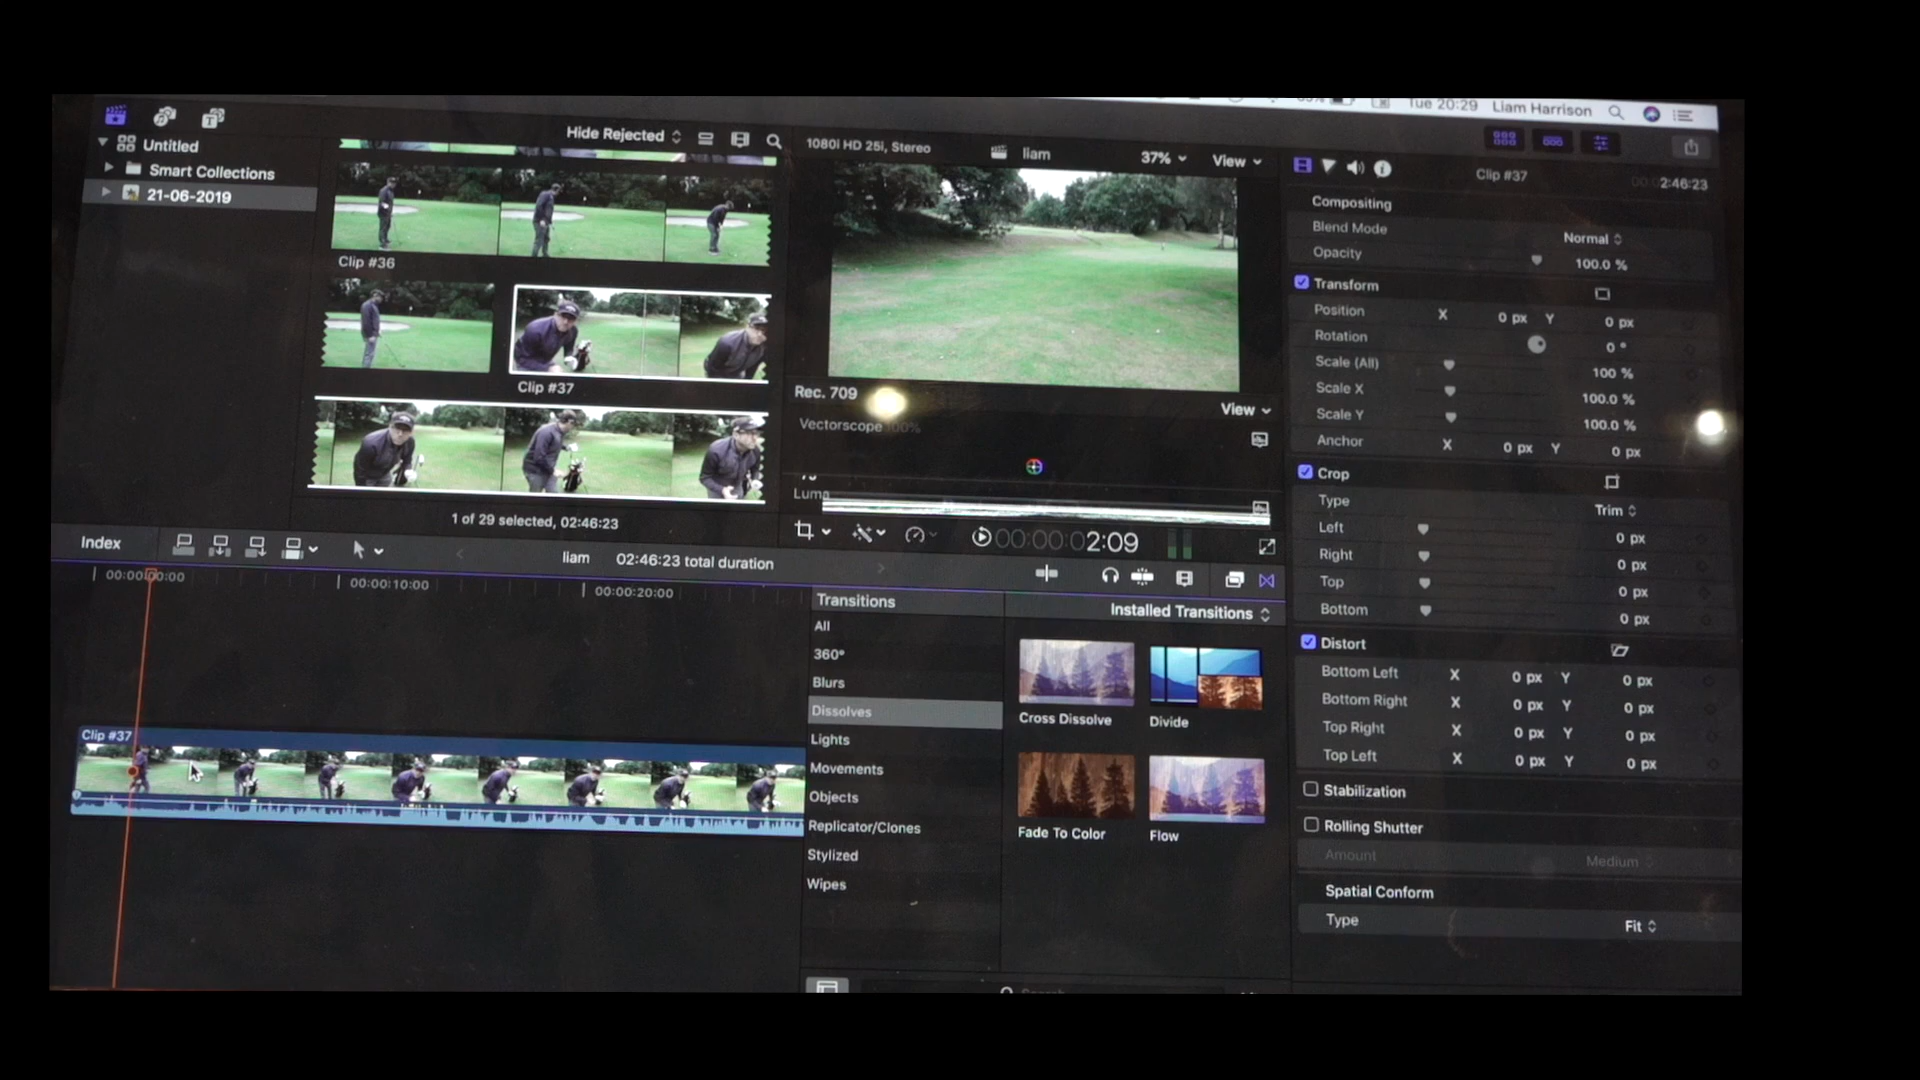 Tue 20:29 Liam Harrison
Untitled
Smart Collections
21-06-2019
Hide Rejected
Clip #36
Clip #37
1 of 29 selected, 02:46:23
1080i HD 25i, Stereo
liam
37%
View
Rec. 709
View
Vectorscope 100%
Luma
00:00:02:09
Clip #37
2:46:23
Compositing
Blend Mode
Normal
Opacity
100.0 %
Transform
Position X 0 px Y 0 px
Rotation 0 °
Scale (All) 100 %
Scale X 100.0 %
Scale Y 100.0 %
Anchor X 0 px Y 0 px
Crop
Type Trim
Left 0 px
Right 0 px
Top 0 px
Bottom 0 px
Distort
Bottom Left X 0 px Y 0 px
Bottom Right X 0 px Y 0 px
Top Right X 0 px Y 0 px
Top Left X 0 px Y 0 px
Stabilization
Rolling Shutter
Amount Medium
Spatial Conform
Type Fit
Index
liam 02:46:23 total duration
00:00:00:00
00:00:10:00
00:00:20:00
Clip #37
Transitions
Installed Transitions
All
360°
Blurs
Dissolves
Lights
Movements
Objects
Replicator/Clones
Stylized
Wipes
Cross Dissolve
Divide
Fade To Color
Flow